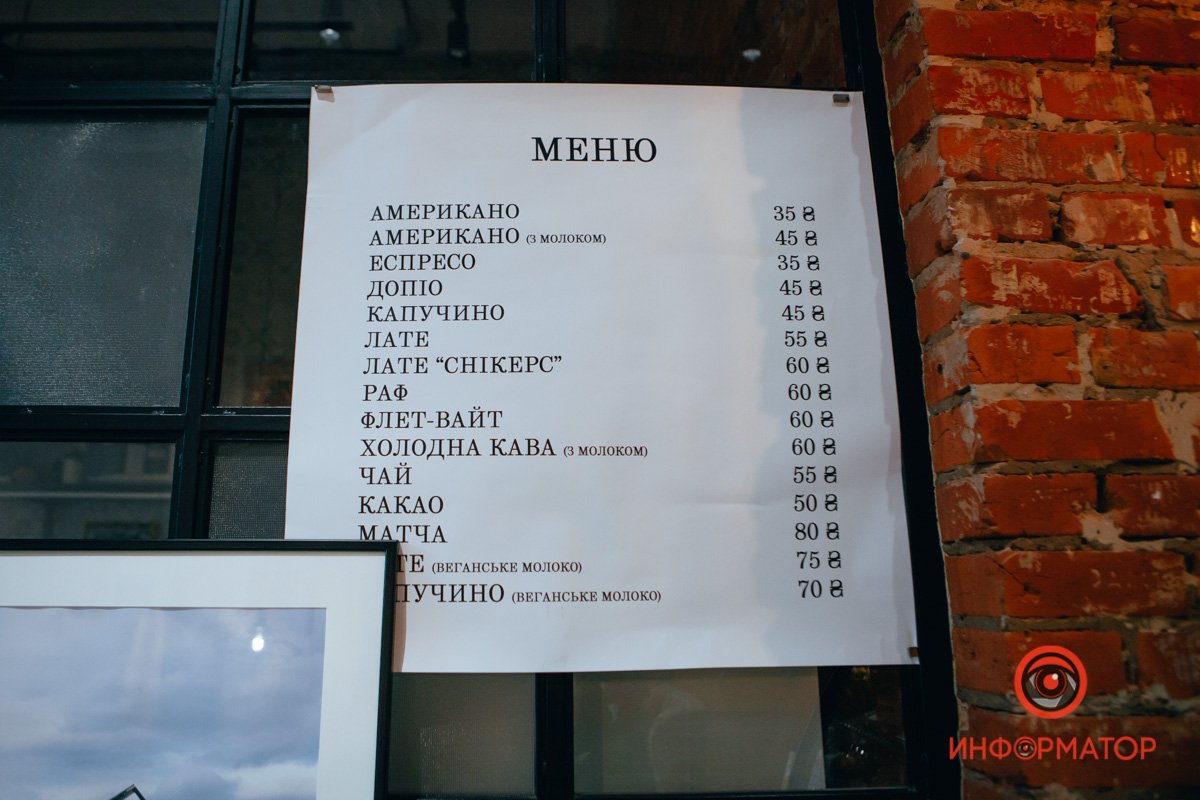 МЕНЮ
АМЕРИКАНО 35 ₴
АМЕРИКАНО (З МОЛОКОМ) 45 ₴
ЕСПРЕСО 35 ₴
ДОПІО 45 ₴
КАПУЧИНО 45 ₴
ЛАТЕ 55 ₴
ЛАТЕ “СНІКЕРС” 60 ₴
РАФ 60 ₴
ФЛЕТ-ВАЙТ 60 ₴
ХОЛОДНА КАВА (З МОЛОКОМ) 60 ₴
ЧАЙ 55 ₴
КАКАО 50 ₴
МАТЧА 80 ₴
ТЕ (ВЕГАНСЬКЕ МОЛОКО) 75 ₴
ПУЧИНО (ВЕГАНСЬКЕ МОЛОКО) 70 ₴
ИНФОРМАТОР